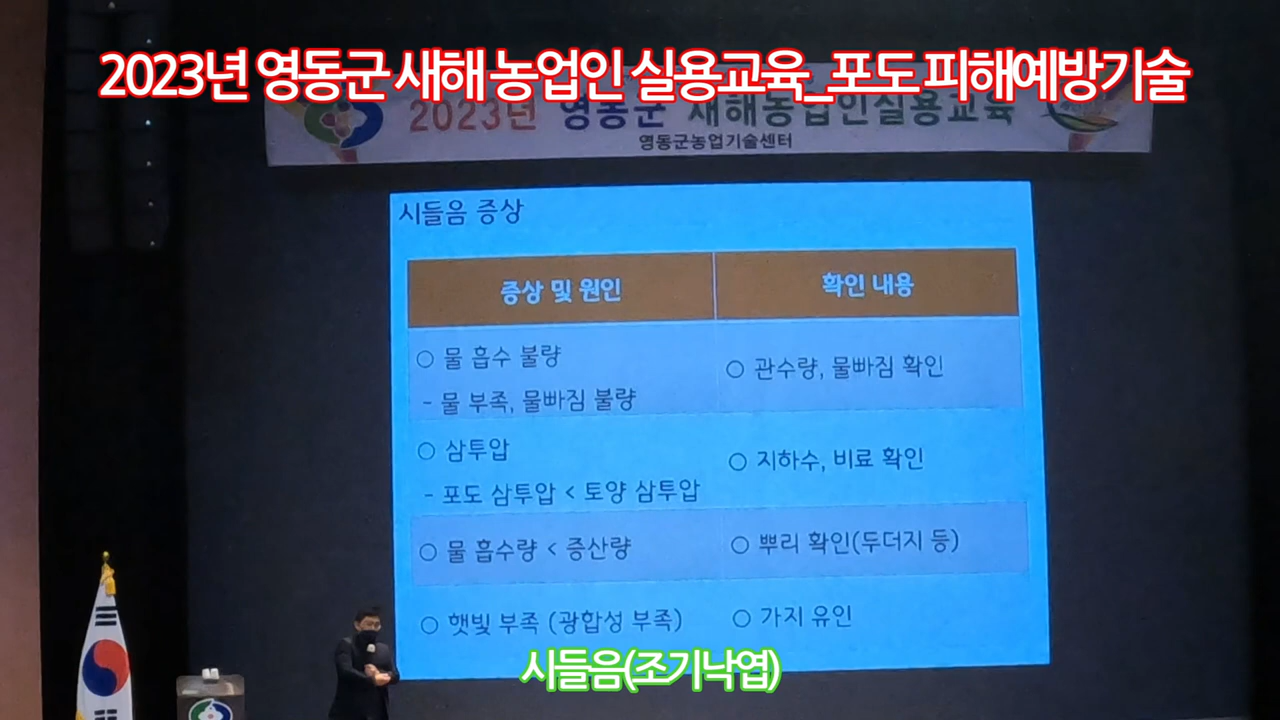 2023년 영동군 새해 농업인 실용교육_포도 피해예방기술
2023년 영동군 새해농업인실용교육
영동군농업기술센터
시들음 증상
증상 및 원인
확인 내용
○ 물 흡수 불량
- 물 부족, 물빠짐 불량
○ 관수량, 물빠짐 확인
○ 삼투압
- 포도 삼투압 < 토양 삼투압
○ 지하수, 비료 확인
○ 물 흡수량 < 증산량
○ 뿌리 확인(두더지 등)
○ 햇빛 부족 (광합성 부족)
○ 가지 유인
시들음(조기낙엽)